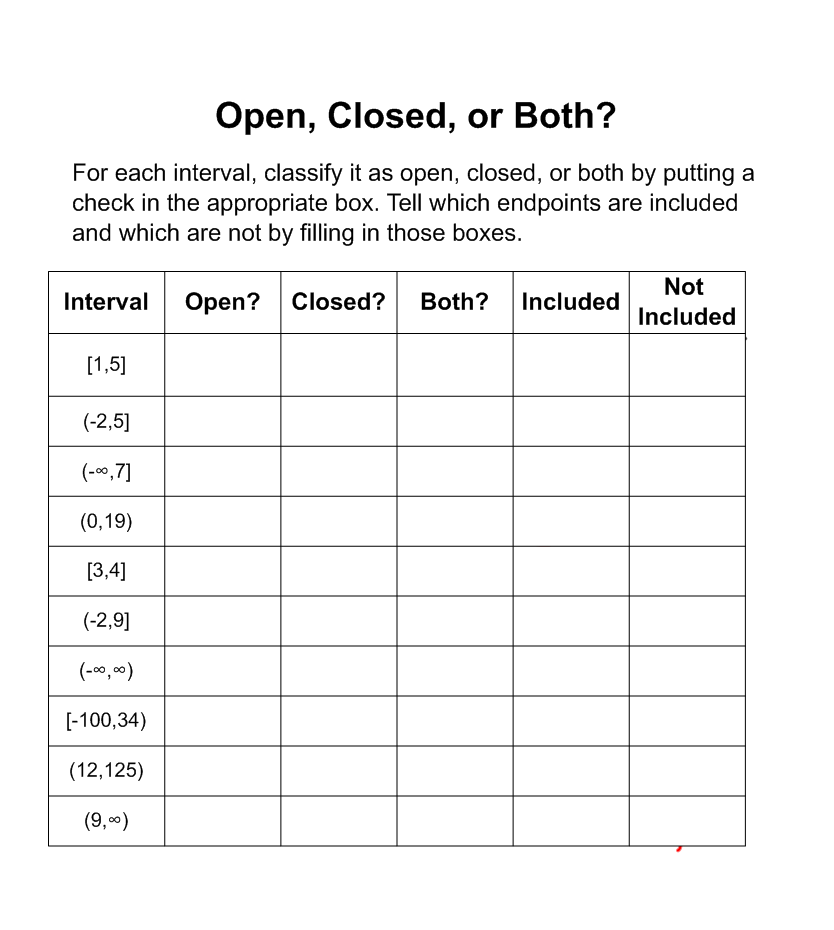 Open, Closed, or Both?
For each interval, classify it as open, closed, or both by putting a
check in the appropriate box. Tell which endpoints are included
and which are not by filling in those boxes.
Interval Open? Closed? Both? Included Not Included
[1,5]
(-2,5]
(-∞,7]
(0,19)
[3,4]
(-2,9]
(-∞,∞)
[-100,34)
(12,125)
(9,∞)